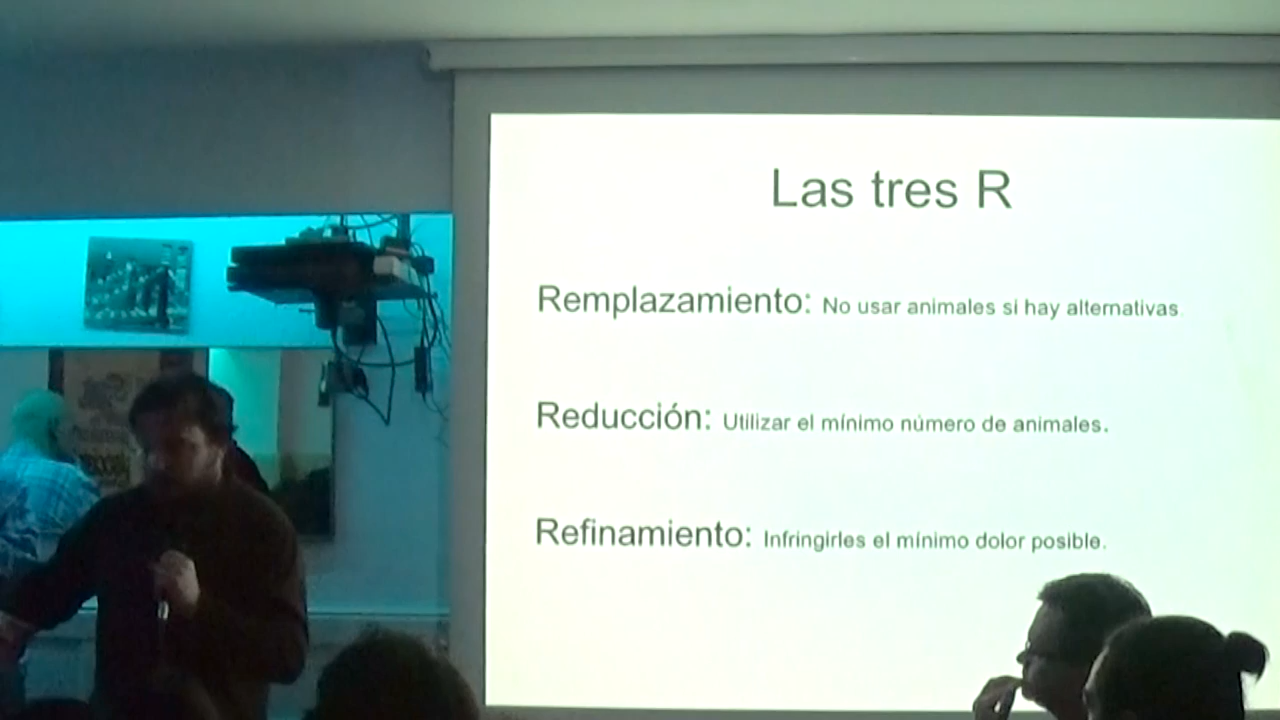 Las tres R
Remplazamiento: No usar animales si hay alternativas
Reducción: Utilizar el mínimo número de animales.
Refinamiento: Infringirles el mínimo dolor posible.